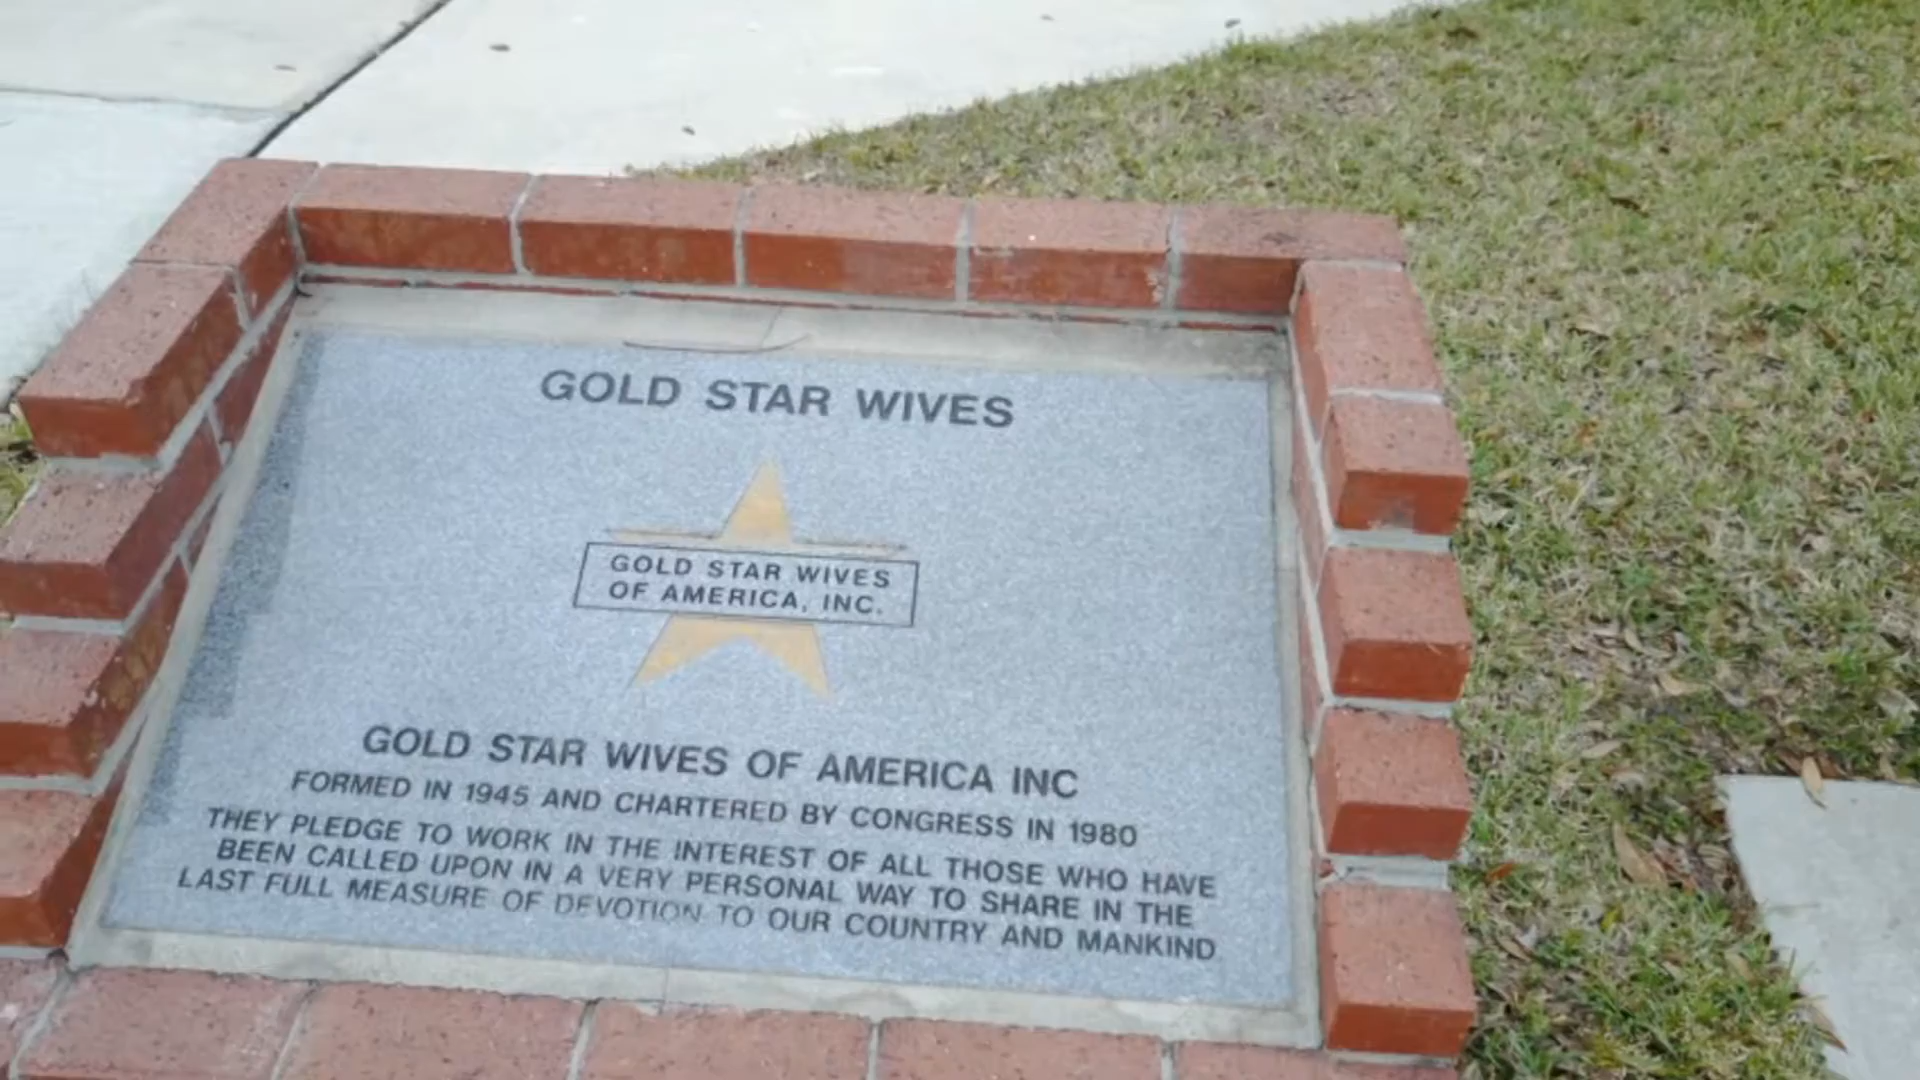 GOLD STAR WIVES
GOLD STAR WIVES
OF AMERICA, INC.
GOLD STAR WIVES OF AMERICA INC
FORMED IN 1945 AND CHARTERED BY CONGRESS IN 1980
THEY PLEDGE TO WORK IN THE INTEREST OF ALL THOSE WHO HAVE
BEEN CALLED UPON IN A VERY PERSONAL WAY TO SHARE IN THE
LAST FULL MEASURE OF DEVOTION TO OUR COUNTRY AND MANKIND